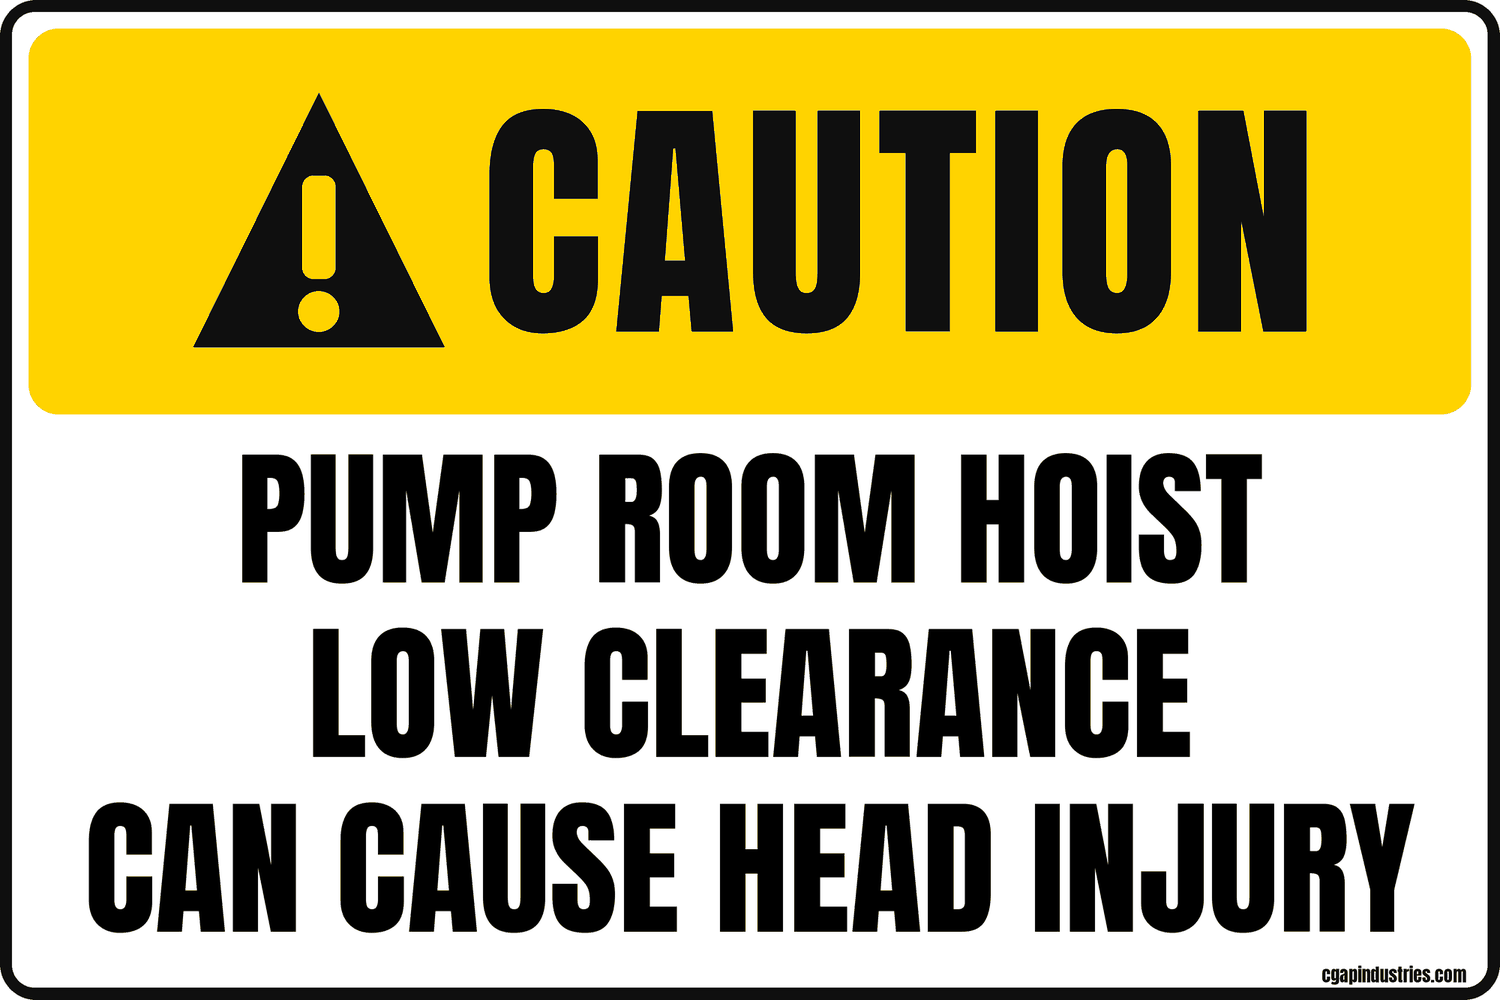 CAUTION
PUMP ROOM HOIST
LOW CLEARANCE
CAN CAUSE HEAD INJURY
cgapindustries.com